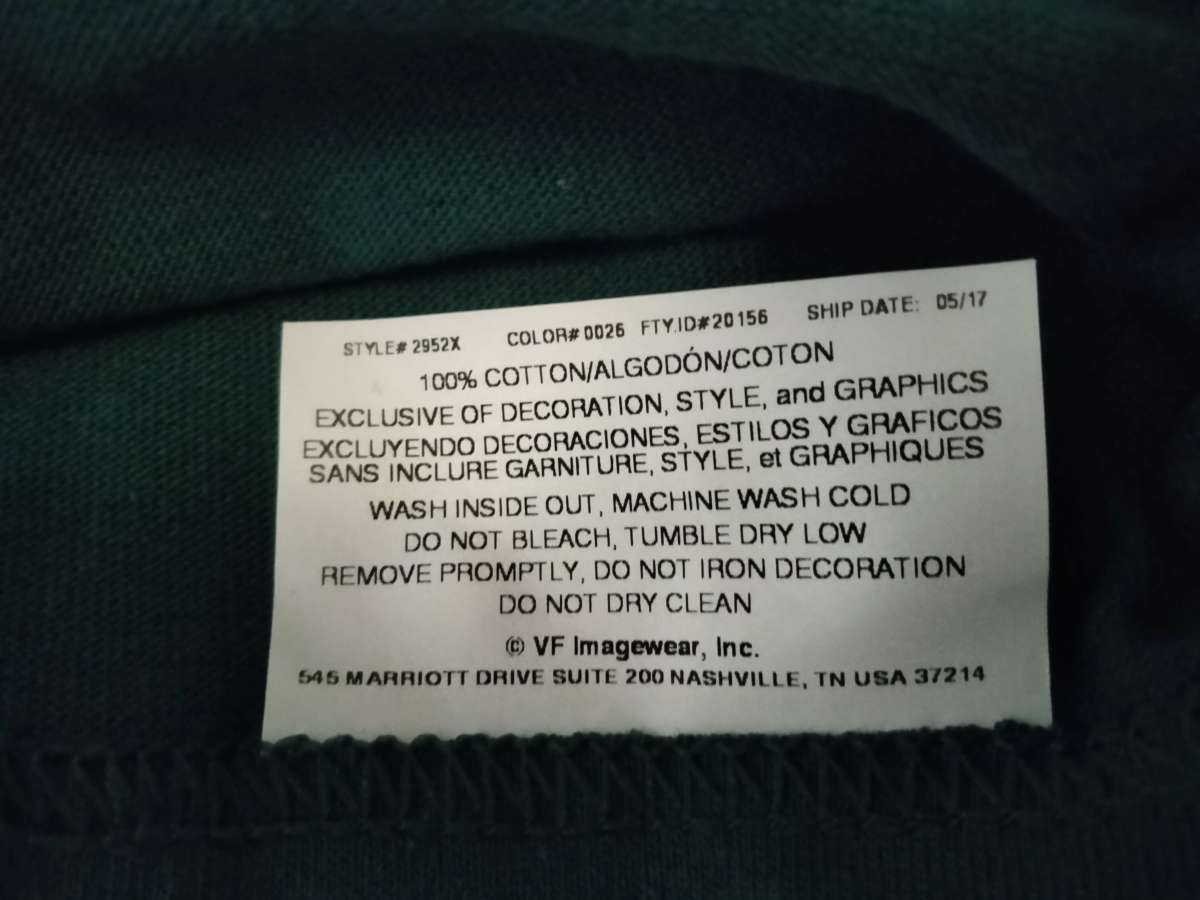 STYLE# 2952X COLOR# 0026 FTY.ID# 20156 SHIP DATE: 05/17
100% COTTON/ALGODÓN/COTON
EXCLUSIVE OF DECORATION, STYLE, and GRAPHICS
EXCLUYENDO DECORACIONES, ESTILOS Y GRAFICOS
SANS INCLURE GARNITURE, STYLE, et GRAPHIQUES
WASH INSIDE OUT, MACHINE WASH COLD
DO NOT BLEACH, TUMBLE DRY LOW
REMOVE PROMPTLY, DO NOT IRON DECORATION
DO NOT DRY CLEAN
© VF Imagewear, Inc.
545 MARRIOTT DRIVE SUITE 200 NASHVILLE, TN USA 37214